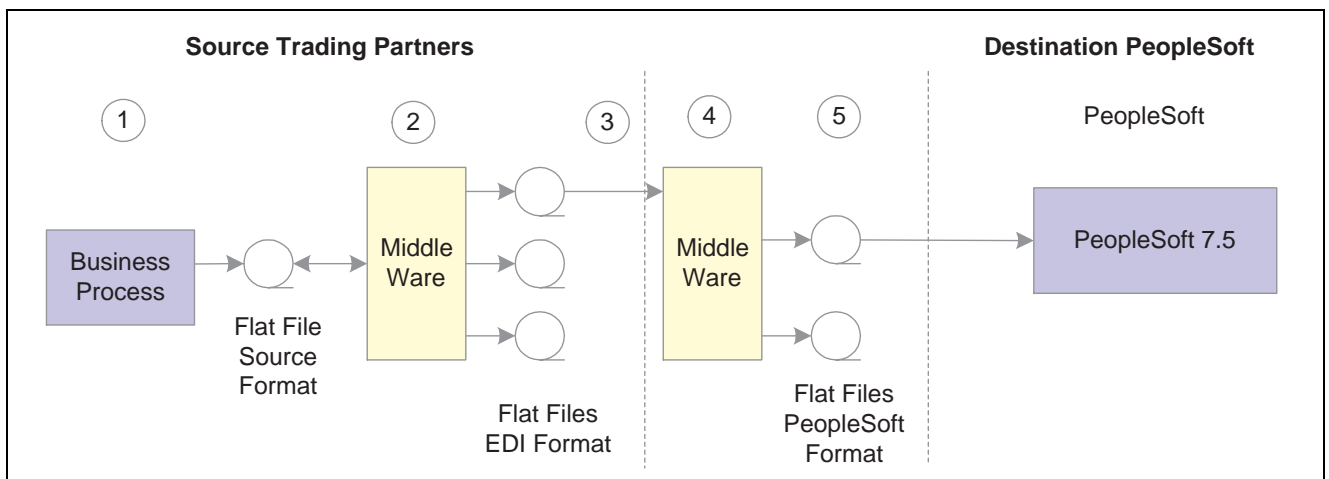 Source Trading Partners
Destination PeopleSoft
1
2
3
4
5
PeopleSoft
Business
Process
Flat File
Source
Format
Middle
Ware
Flat Files
EDI Format
Middle
Ware
Flat Files
PeopleSoft
Format
PeopleSoft 7.5